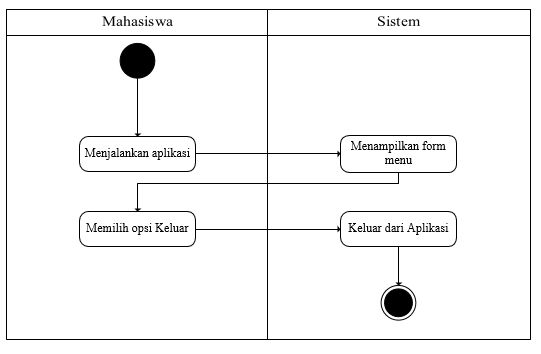 Mahasiswa
Sistem
Menjalankan aplikasi
Menampilkan form
menu
Memilih opsi Keluar
Keluar dari Aplikasi